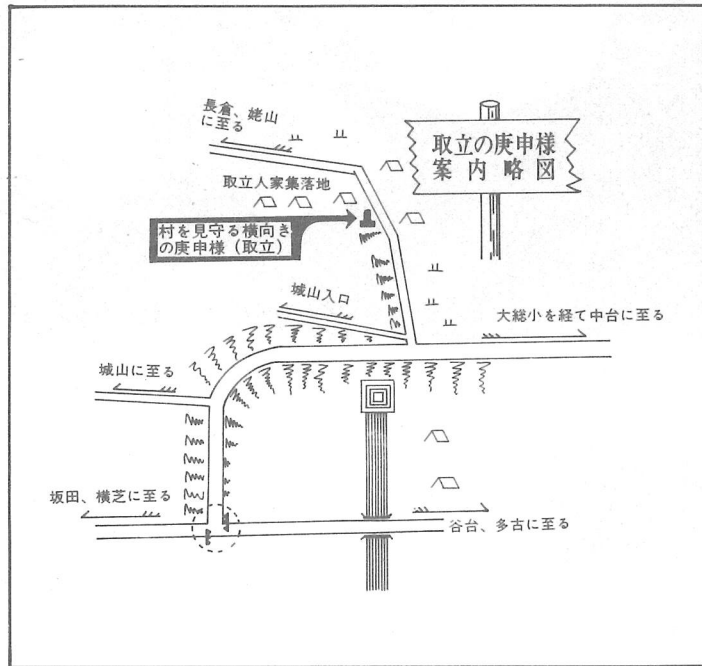 長倉、姥山
に至る
取立の庚申様
案内略図
取立人家集落地
村を見守る横向き
の庚申様（取立）
城山入口
大総小を経て中台に至る
城山に至る
坂田、横芝に至る
谷台、多古に至る